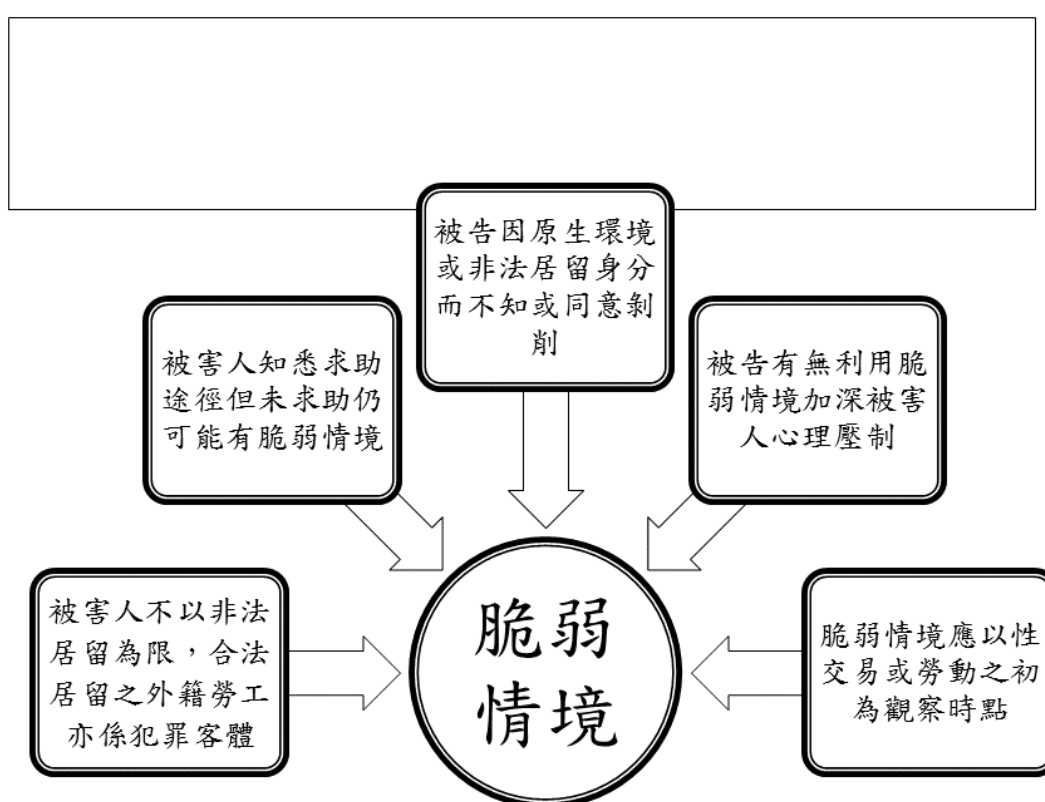 被告因原生環境
或非法居留身分
而不知或同意剝
削
被害人知悉求助
途徑但未求助仍
可能有脆弱情境
被告有無利用脆
弱情境加深被害
人心理壓制
被害人不以非法
居留為限，合法
居留之外籍勞工
亦係犯罪客體
脆弱
情境
脆弱情境應以性
交易或勞動之初
為觀察時點